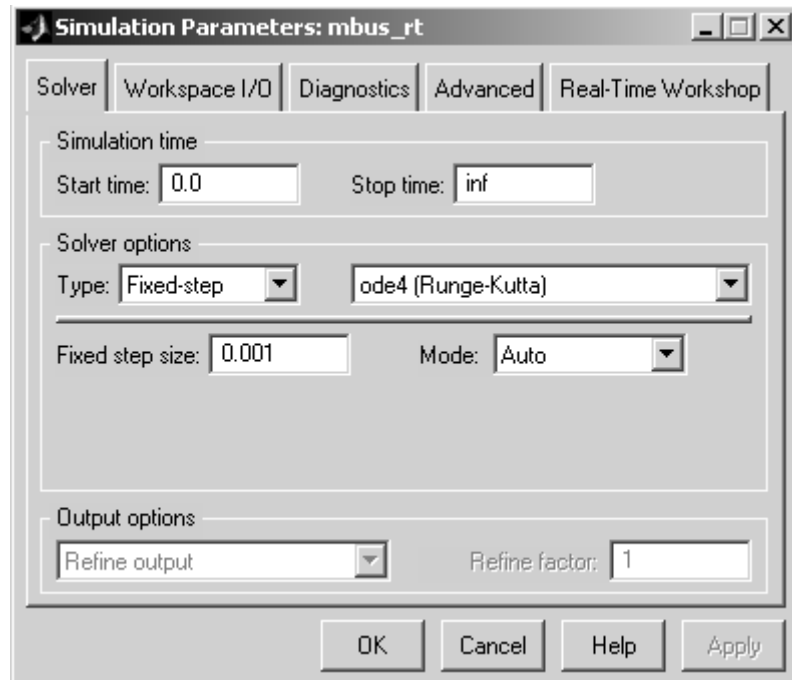 Simulation Parameters: mbus_rt
Solver Workspace I/O Diagnostics Advanced Real-Time Workshop
Simulation time
Start time: 0.0 Stop time: inf
Solver options
Type: Fixed-step ode4 (Runge-Kutta)
Fixed step size: 0.001 Mode: Auto
Output options
Refine output Refine factor: 1
OK Cancel Help Apply